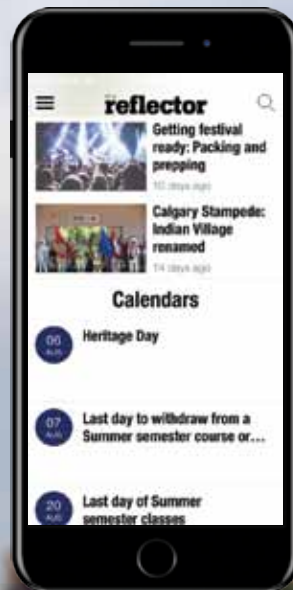 the
reflector
Getting festival
ready: Packing and
prepping
10 days ago
Calgary Stampede:
Indian Village
renamed
14 days ago
Calendars
06
AUG
Heritage Day
07
AUG
Last day to withdraw from a
Summer semester course or...
20
AUG
Last day of Summer
semester classes